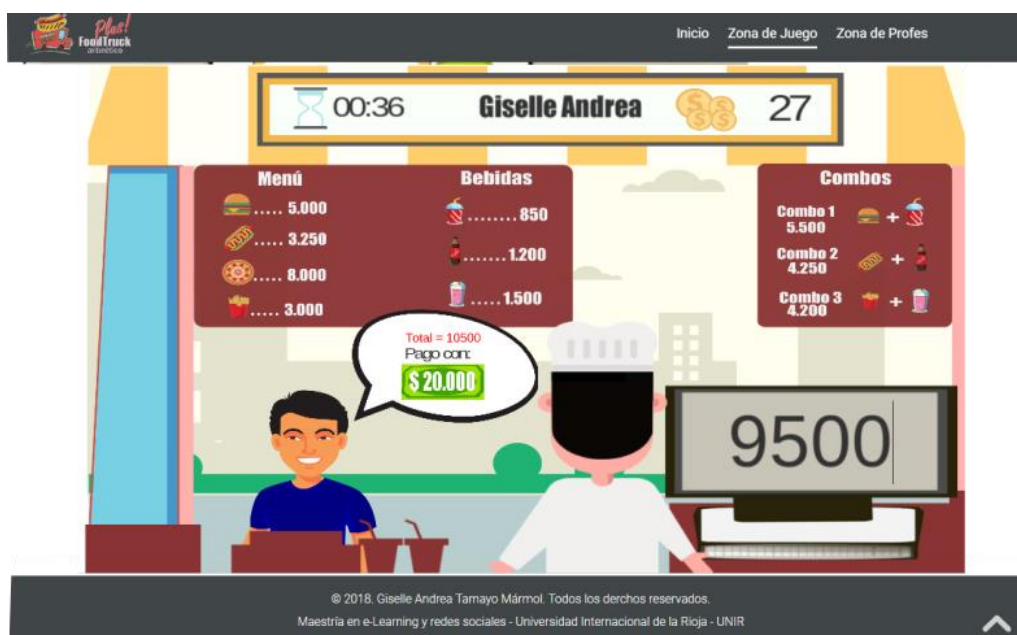 Plus!
FoodTruck
aritmético
Inicio Zona de Juego Zona de Profes
00:36 Giselle Andrea 27
Menú
..... 5.000
..... 3.250
..... 8.000
..... 3.000
Bebidas
........ 850
....... 1.200
..... 1.500
Combos
Combo 1
5.500
+
Combo 2
4.250
+
Combo 3
4.200
+
Total = 10500
Pago con:
$ 20.000
9500
© 2018. Giselle Andrea Tamayo Mármol. Todos los derchos reservados.
Maestría en e-Learning y redes sociales - Universidad Internacional de la Rioja - UNIR